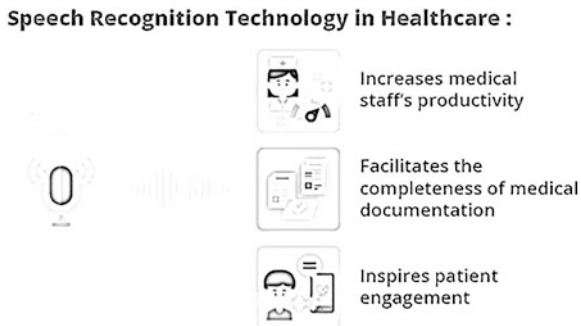 Speech Recognition Technology in Healthcare :
Increases medical
staff's productivity
Facilitates the
completeness of medical
documentation
Inspires patient
engagement